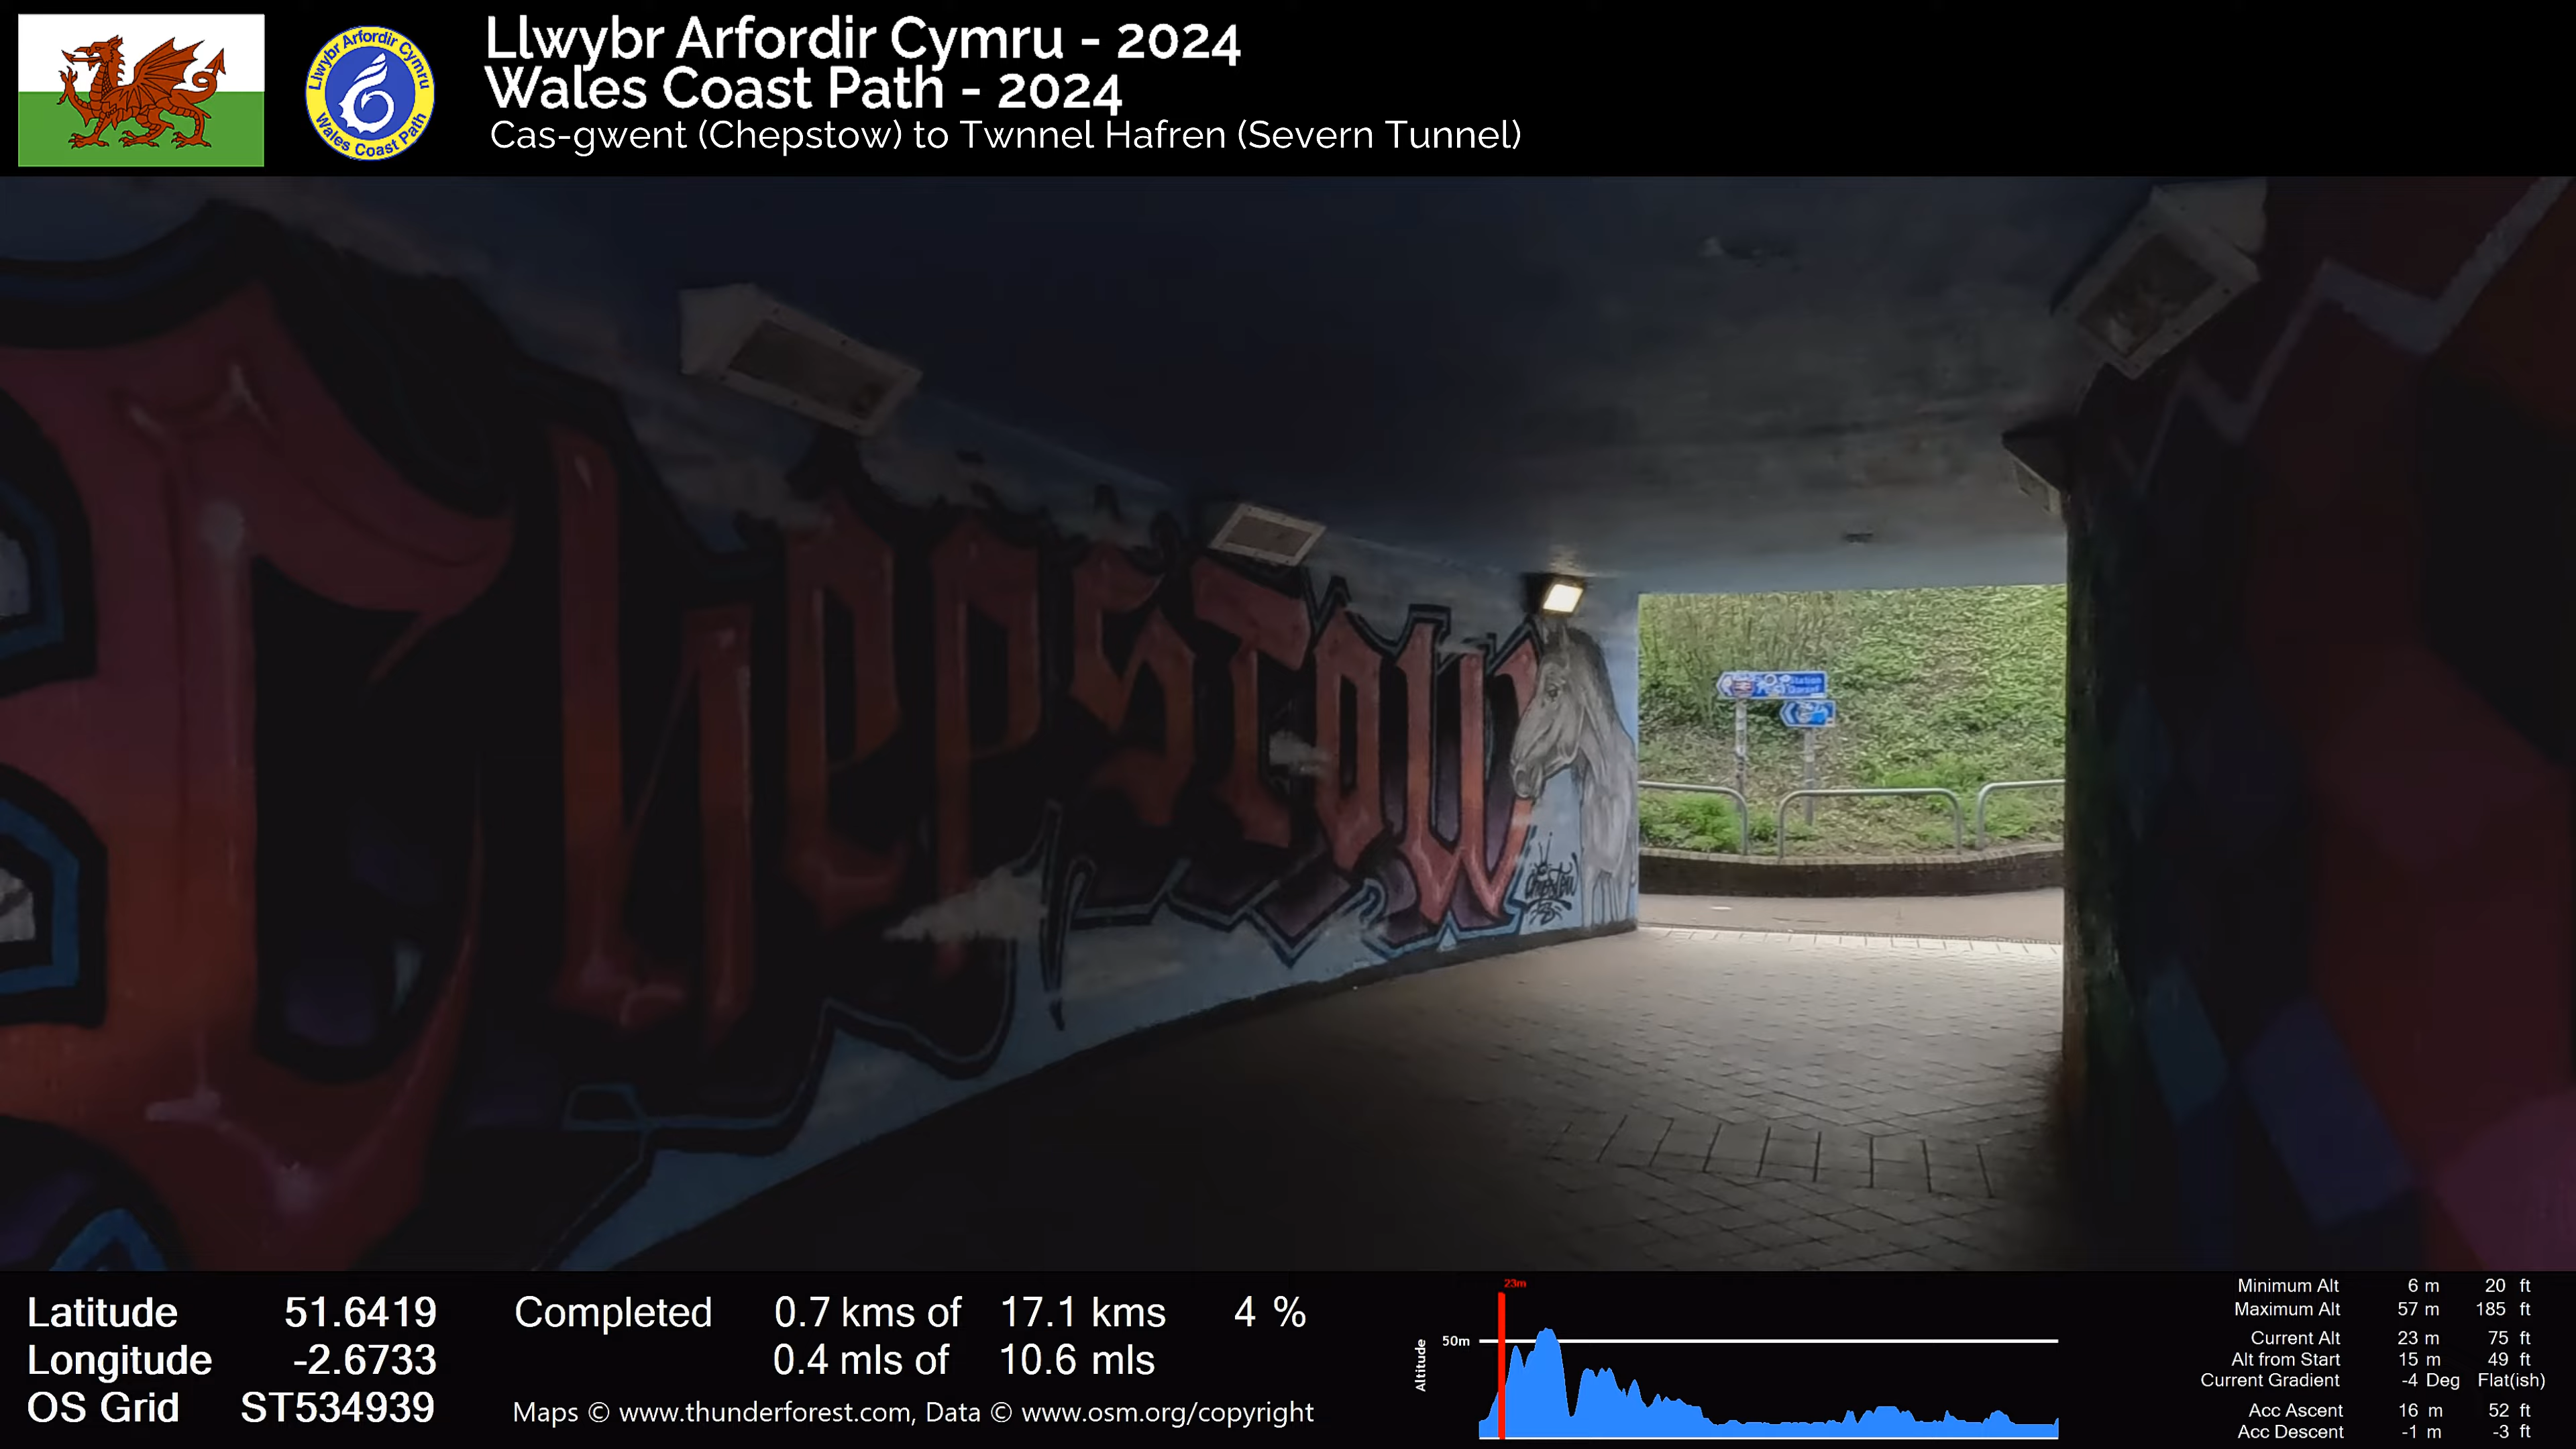 Llwybr Arfordir Cymru - 2024
Wales Coast Path - 2024
Cas-gwent (Chepstow) to Twnnel Hafren (Severn Tunnel)
Llwybr Arfordir Cymru
Wales Coast Path
Chepstow
Station
Latitude 51.6419
Longitude -2.6733
OS Grid ST534939
Completed 0.7 kms of 17.1 kms 4 %
0.4 mls of 10.6 mls
Maps © www.thunderforest.com, Data © www.osm.org/copyright
23m
50m
Altitude
Minimum Alt 6 m 20 ft
Maximum Alt 57 m 185 ft
Current Alt 23 m 75 ft
Alt from Start 15 m 49 ft
Current Gradient -4 Deg Flat(ish)
Acc Ascent 16 m 52 ft
Acc Descent -1 m -3 ft